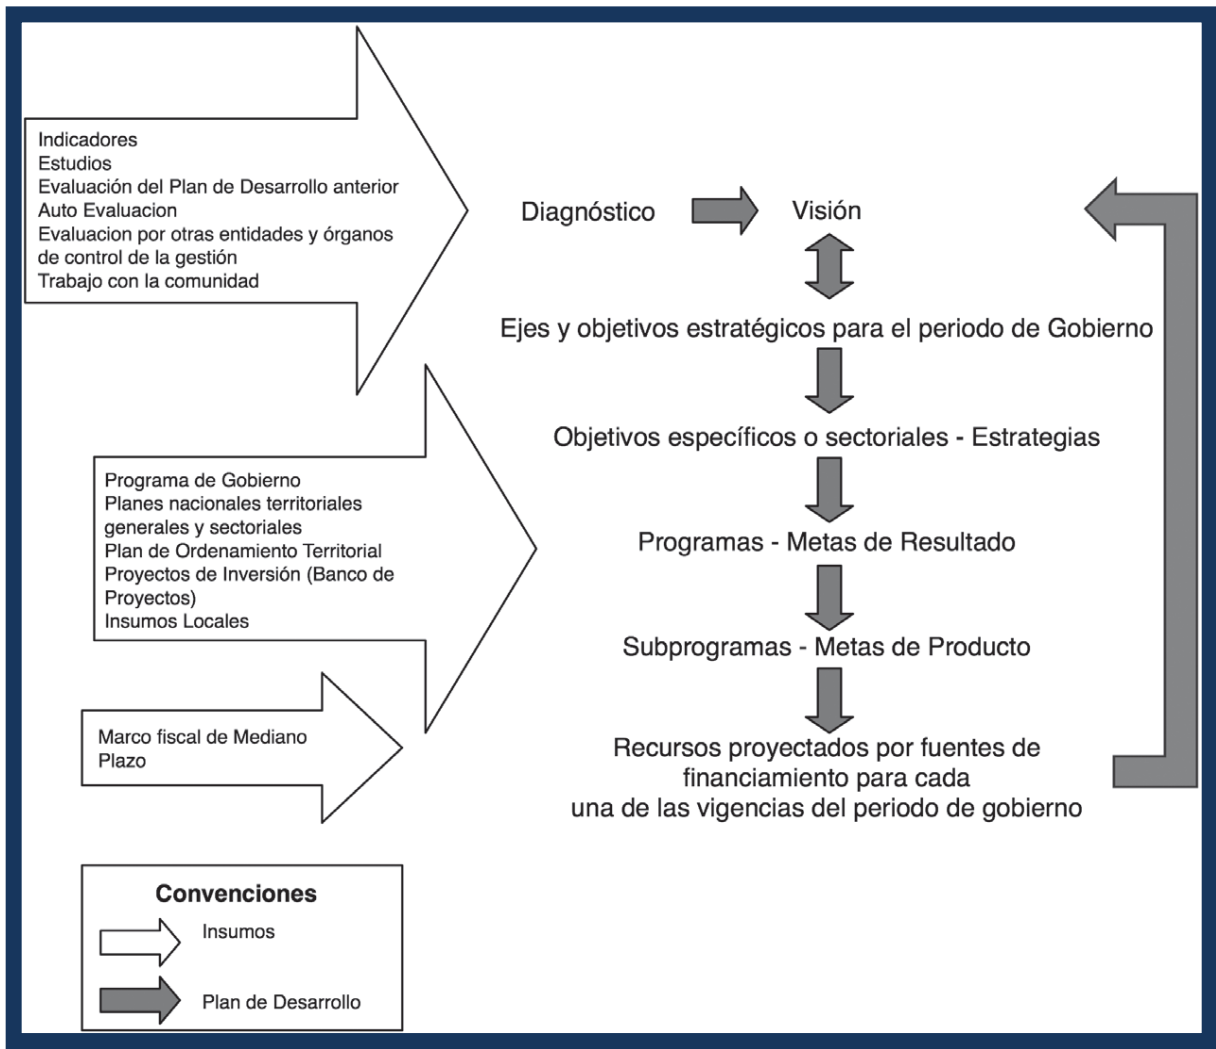 Indicadores
Estudios
Evaluación del Plan de Desarrollo anterior
Auto Evaluacion
Evaluacion por otras entidades y órganos
de control de la gestión
Trabajo con la comunidad
Diagnóstico
Visión
Ejes y objetivos estratégicos para el periodo de Gobierno
Objetivos específicos o sectoriales - Estrategias
Programa de Gobierno
Planes nacionales territoriales
generales y sectoriales
Plan de Ordenamiento Territorial
Proyectos de Inversión (Banco de
Proyectos)
Insumos Locales
Programas - Metas de Resultado
Subprogramas - Metas de Producto
Marco fiscal de Mediano
Plazo
Recursos proyectados por fuentes de
financiamiento para cada
una de las vigencias del periodo de gobierno
Convenciones
Insumos
Plan de Desarrollo